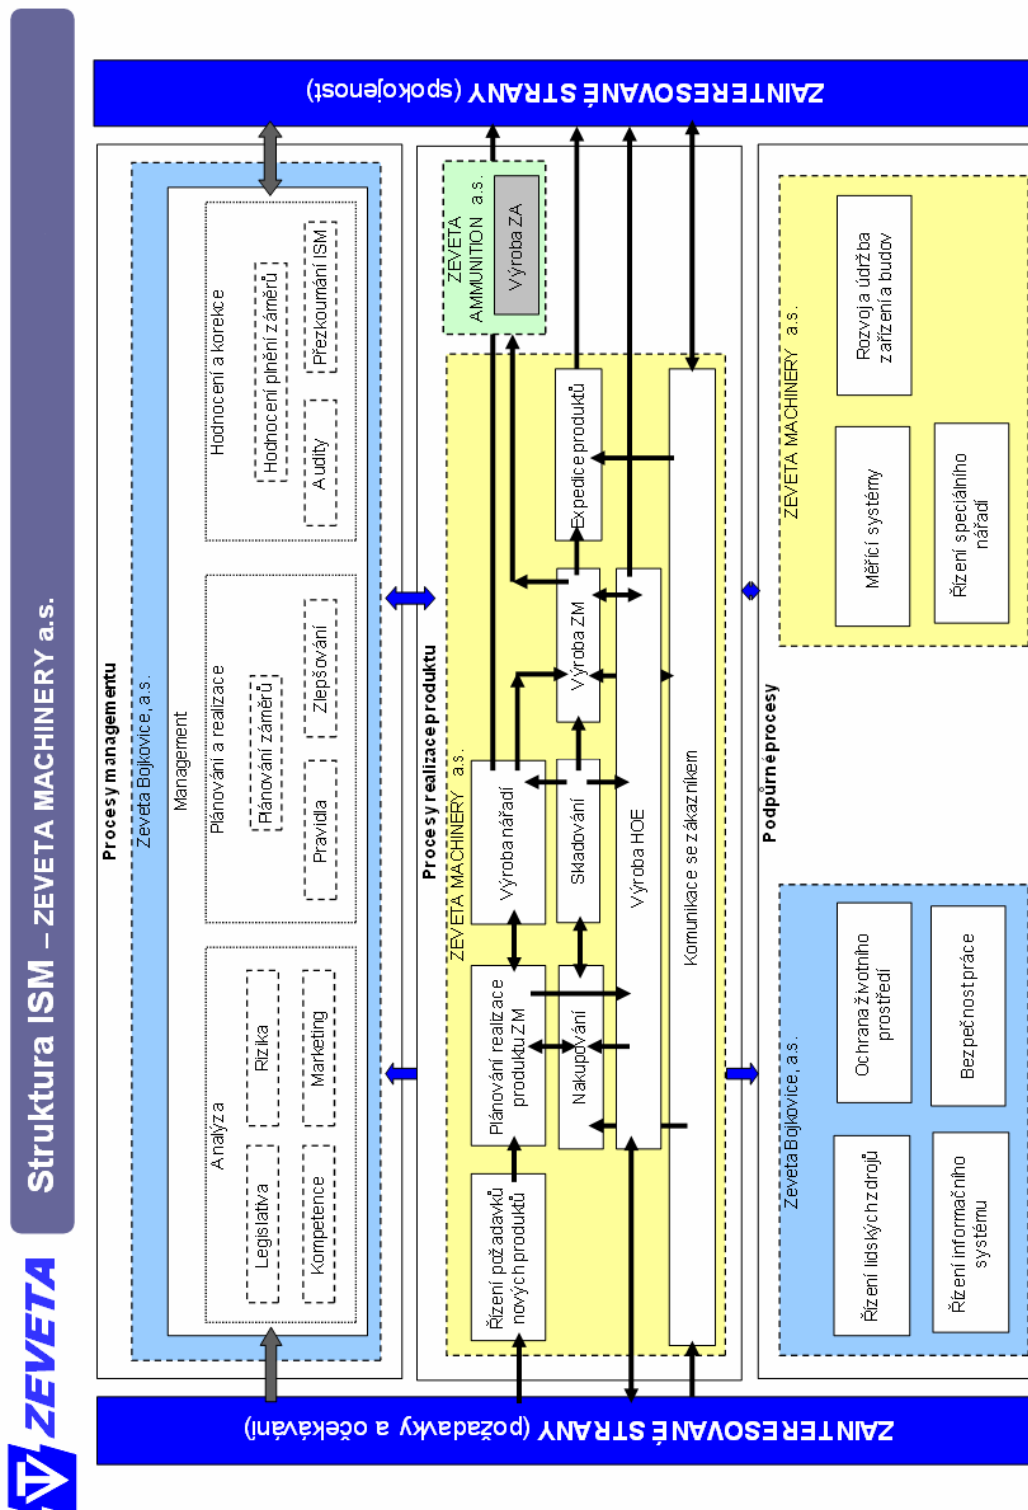 ZEVETA
Struktura ISM – ZEVETA MACHINERY a.s.
ZAINTERESOVANÉ STRANY (požadavky a očekávání)
Procesy managementu
Zeveta Bojkovice, a.s.
Management
Analýza
Legislativa
Rizika
Kompetence
Marketing
Plánování a realizace
Plánování záměrů
Pravidla
Zlepšování
Hodnocení a korekce
Hodnocení plnění záměrů
Audity
Přezkoumání ISM
Procesy realizace produktu
ZEVETA MACHINERY a.s.
Řízení požadavků
nových produktů
Plánování realizace
produktu ZM
Výroba nářadí
Nakupování
Skladování
Výroba ZM
Expedice produktů
Výroba HOE
Komunikace se zákazníkem
ZEVETA
AMMUNITION a.s.
Výroba ZA
Podpůrné procesy
Zeveta Bojkovice, a.s.
Řízení lidských zdrojů
Ochrana životního
prostředí
Řízení informačního
systému
Bezpečnost práce
ZEVETA MACHINERY a.s.
Měřící systémy
Rozvoj a údržba
zařízení a budov
Řízení speciálního
nářadí
ZAINTERESOVANÉ STRANY (spokojenost)